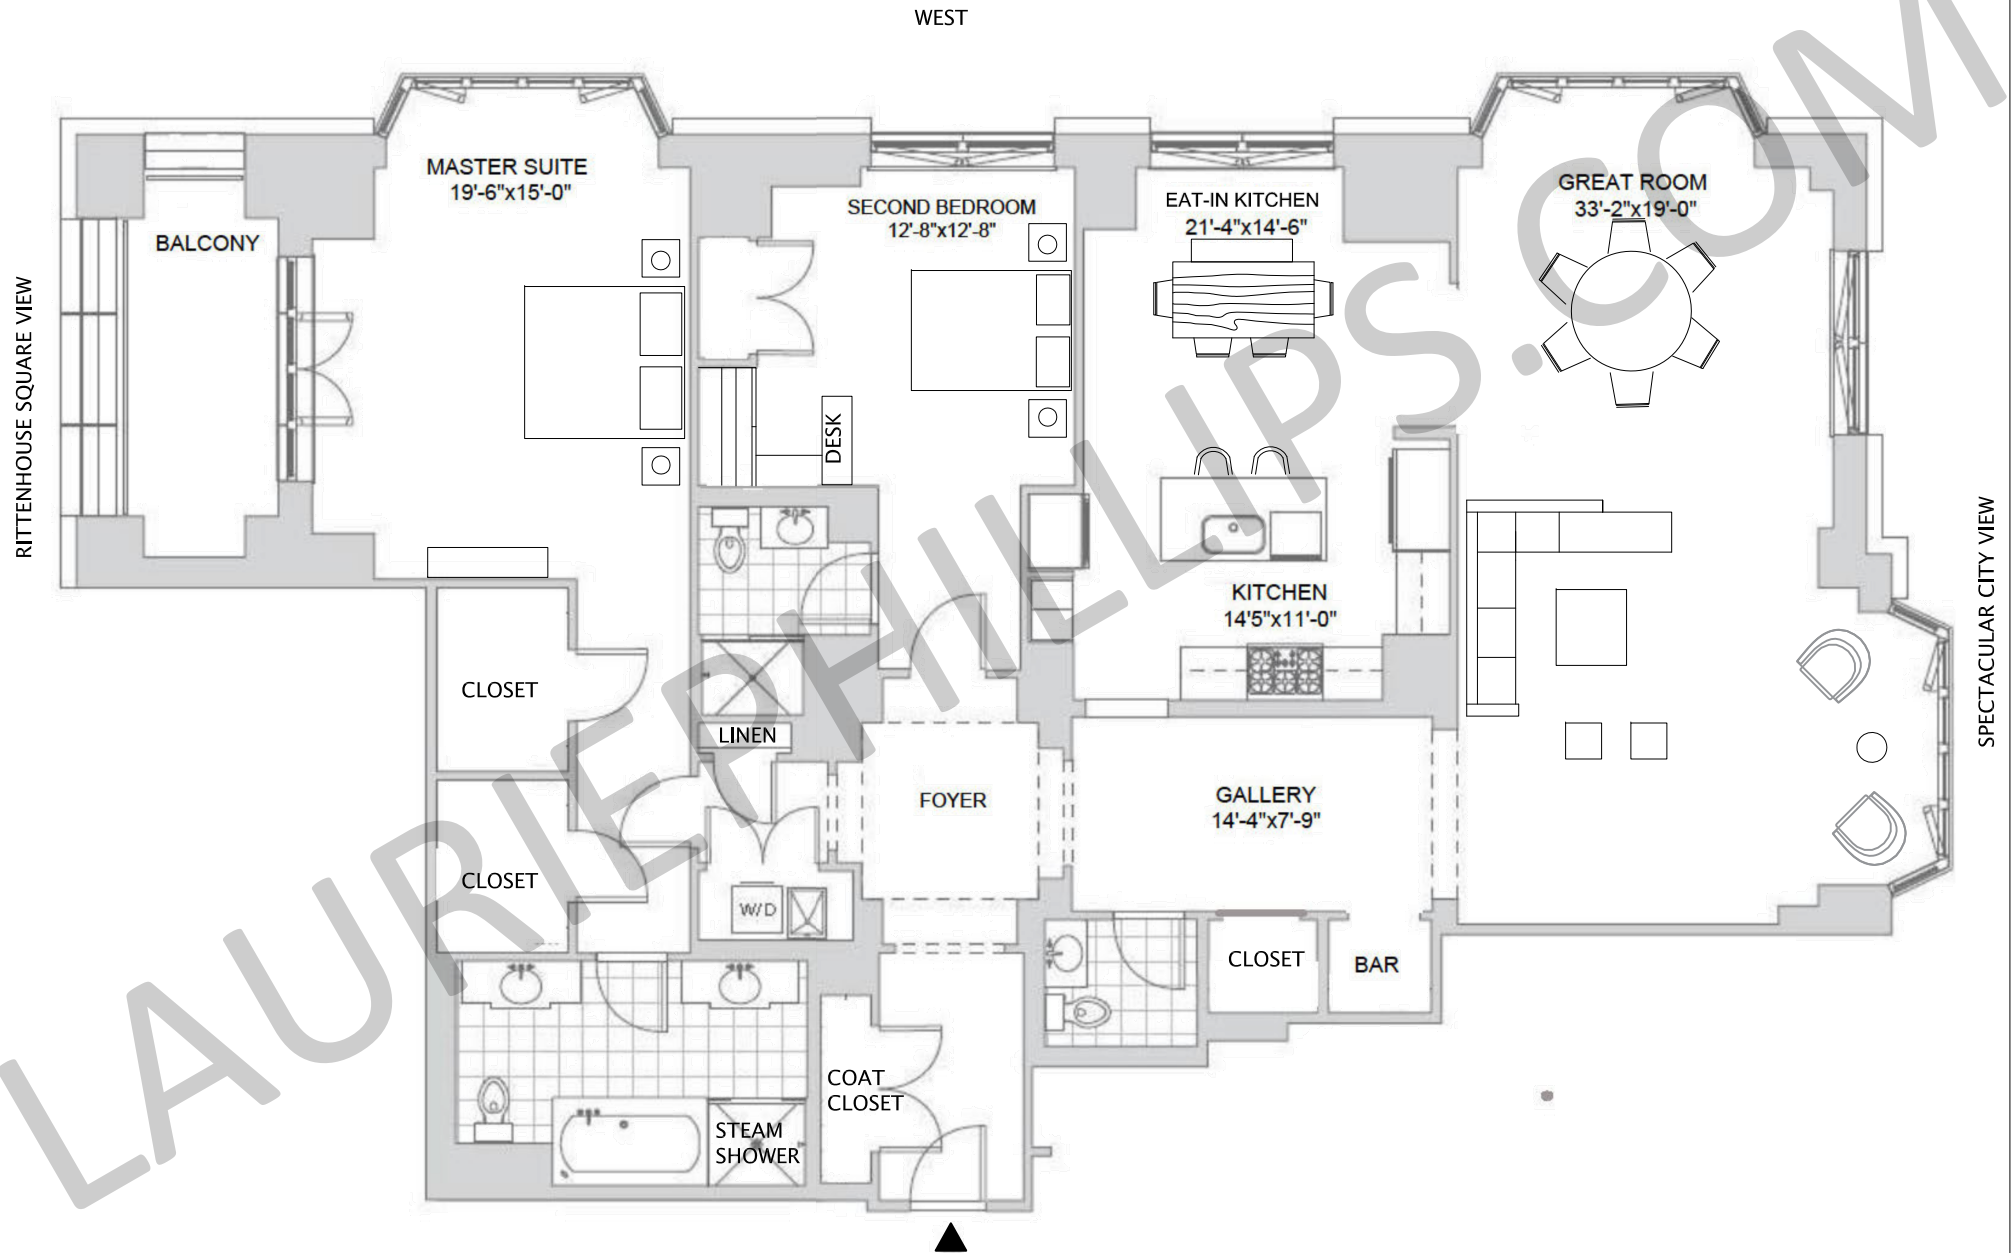 WEST
MASTER SUITE
19'-6"x15'-0"
BALCONY
SECOND BEDROOM
12'-8"x12'-8"
EAT-IN KITCHEN
21'-4"x14'-6"
GREAT ROOM
33'-2"x19'-0"
RITTENHOUSE SQUARE VIEW
DESK
KITCHEN
14'5"x11'-0"
SPECTACULAR CITY VIEW
CLOSET
LINEN
FOYER
GALLERY
14'-4"x7'-9"
CLOSET
W/D
CLOSET
BAR
COAT
CLOSET
STEAM
SHOWER
LAURIEPHILLIPS.COM